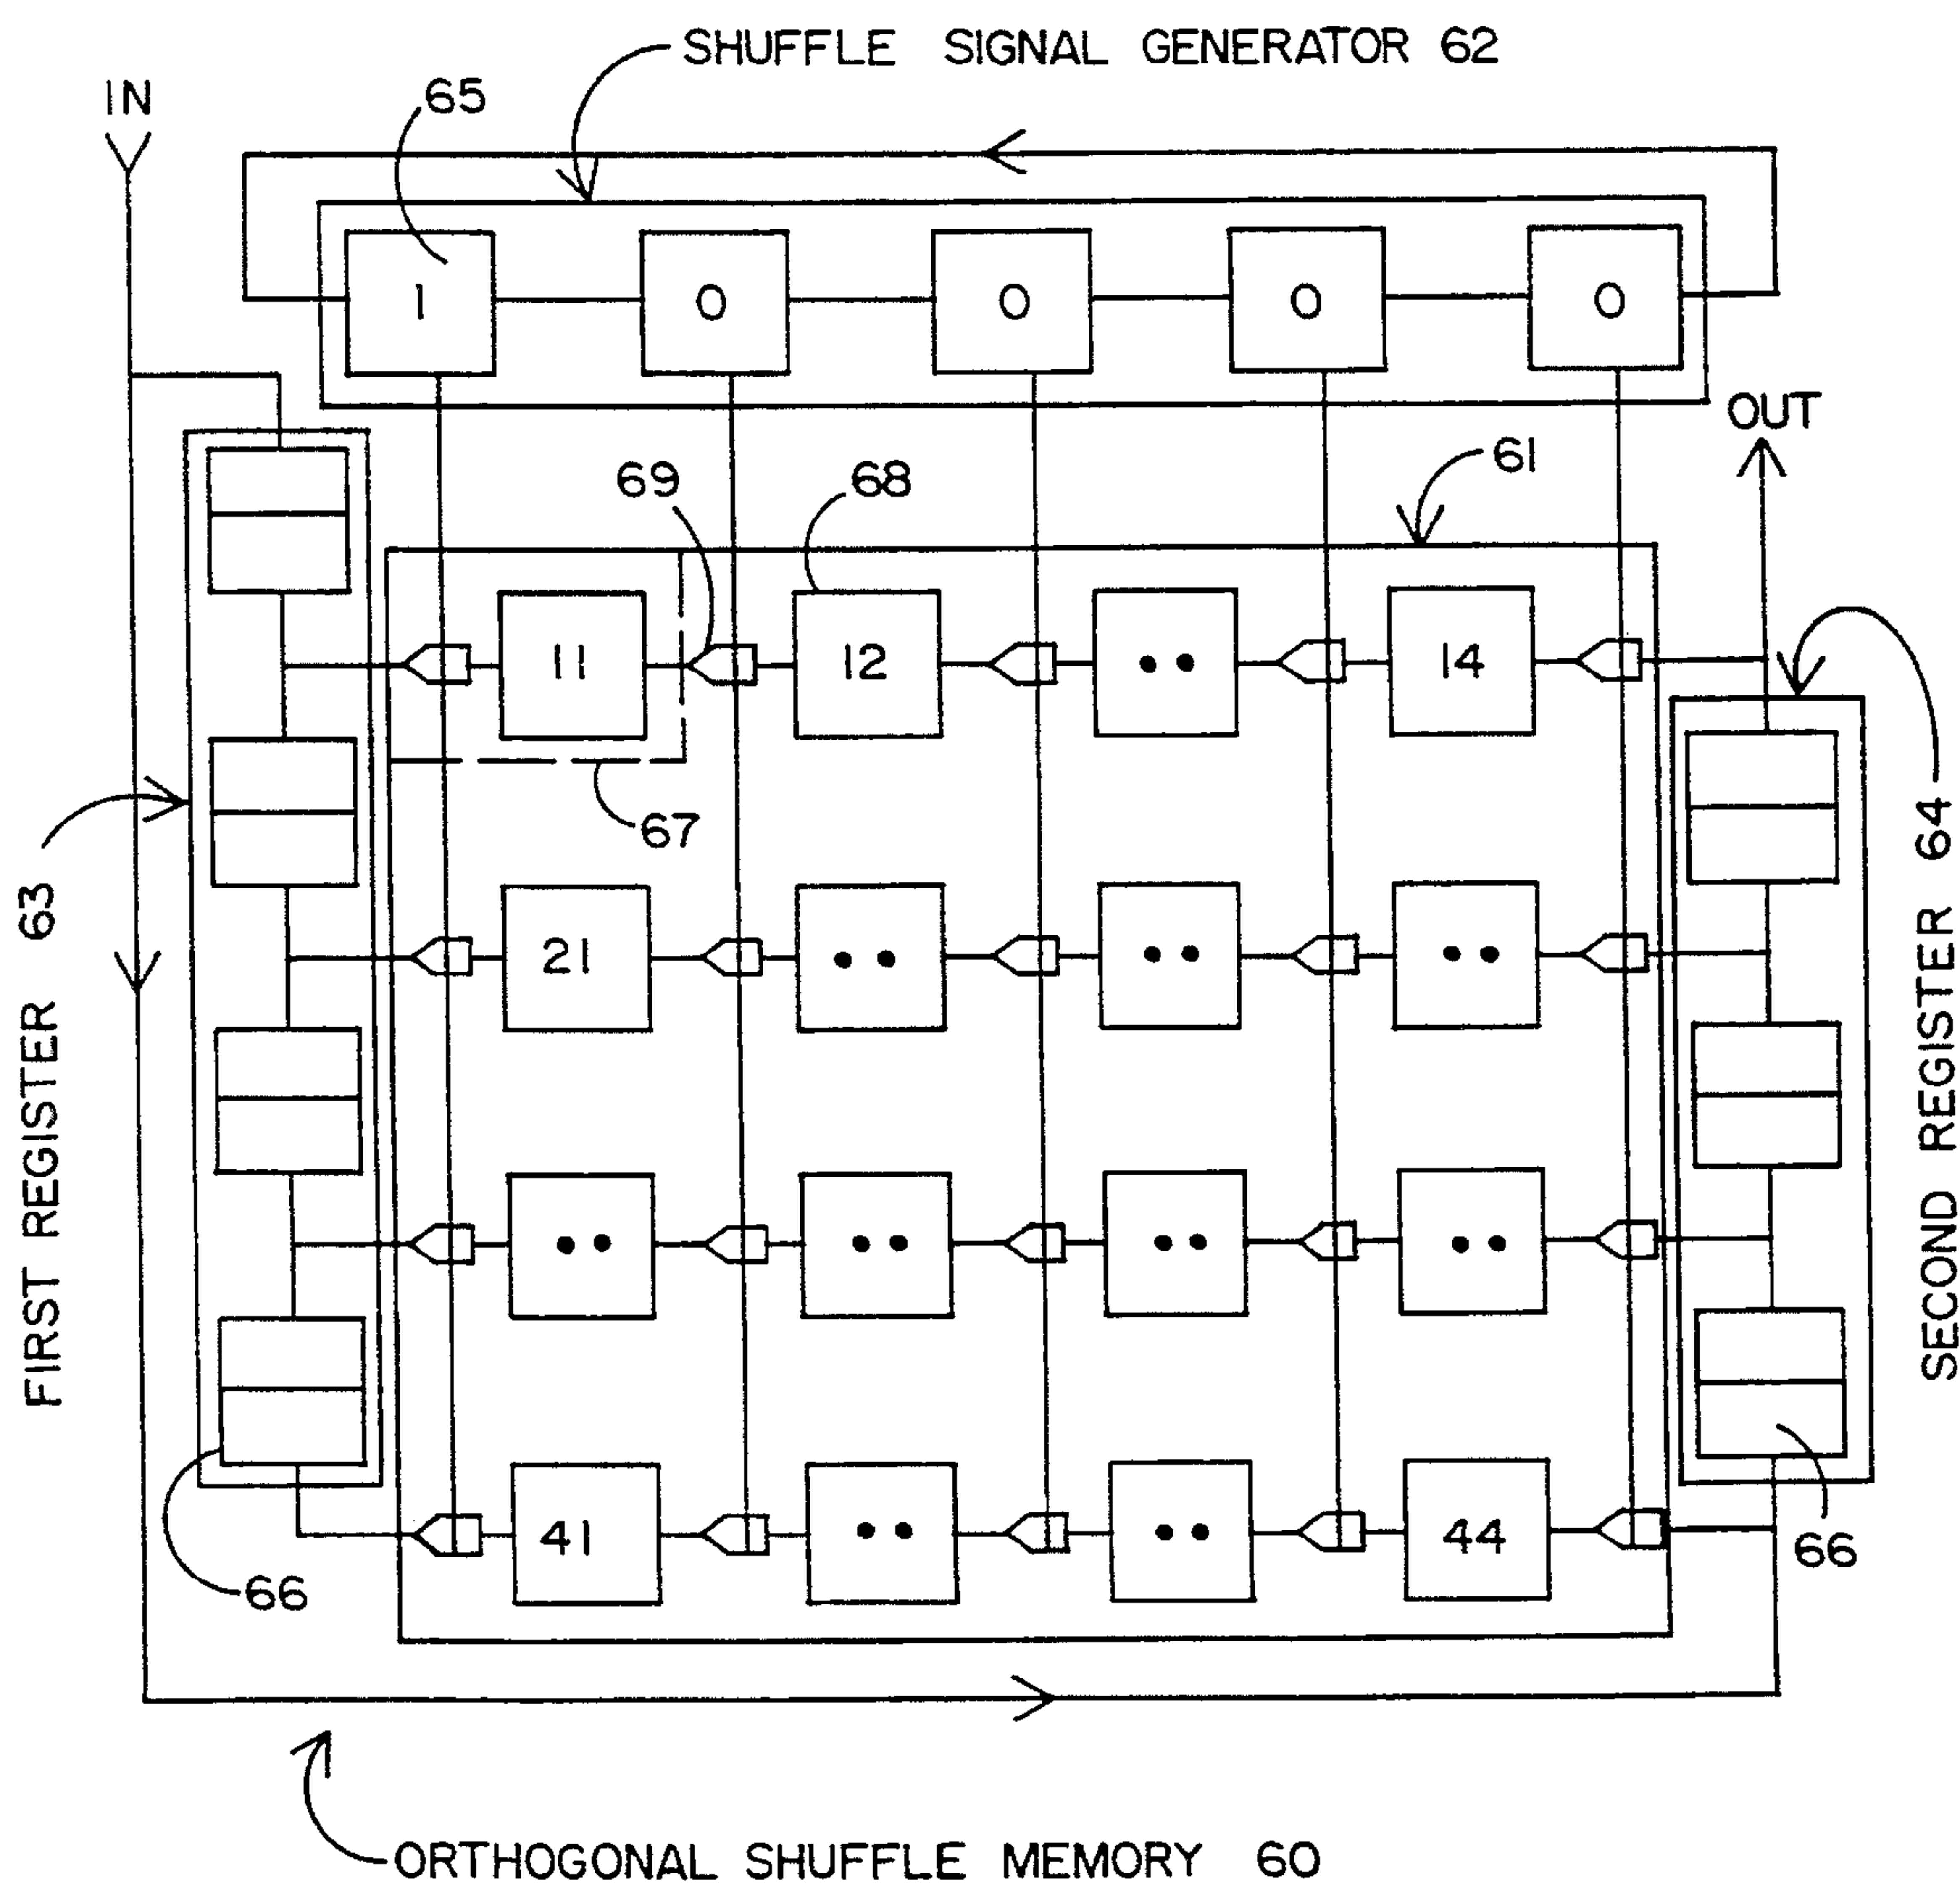 SHUFFLE SIGNAL GENERATOR 62
IN
65
1 0 0 0 0
OUT
61
69 68
11 12 •• 14
67
FIRST REGISTER 63
SECOND REGISTER 64
21 •• •• ••
•• •• •• ••
41 •• •• 44
66
66
ORTHOGONAL SHUFFLE MEMORY 60